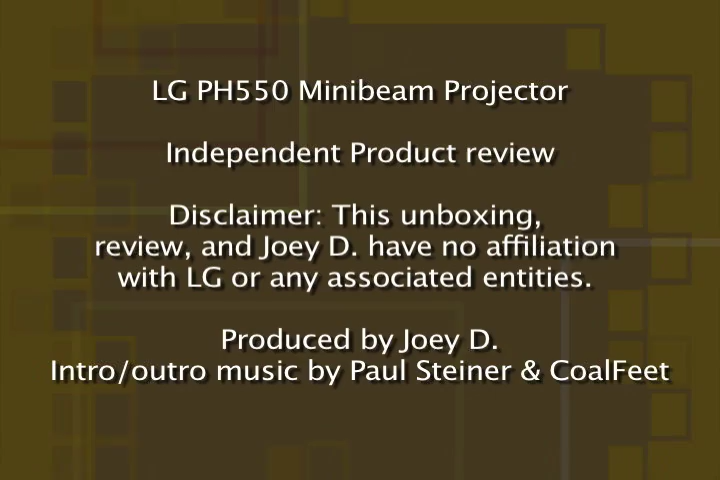 LG PH550 Minibeam Projector
Independent Product review
Disclaimer: This unboxing,
review, and Joey D. have no affiliation
with LG or any associated entities.
Produced by Joey D.
Intro/outro music by Paul Steiner & CoalFeet